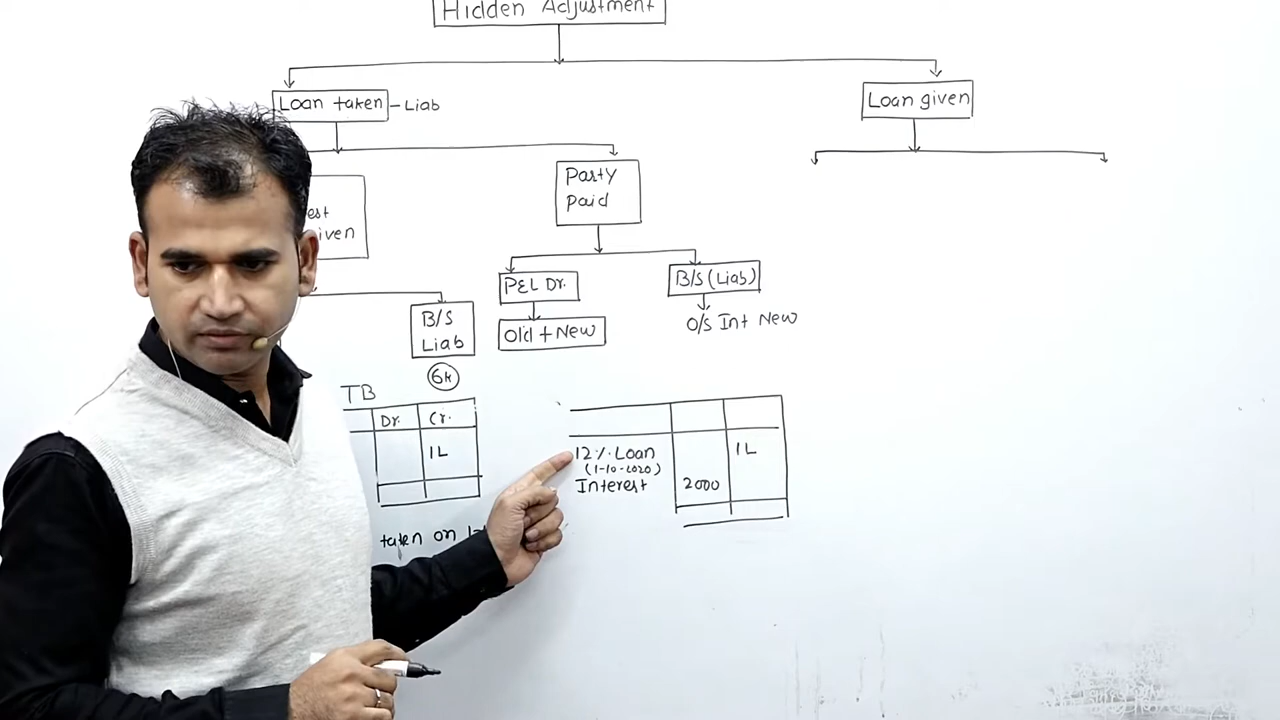 Hidden Adjustment
Loan taken - Liab
Loan given
est
iven
Party
paid
P&L Dr.
B/S (Liab)
Old + New
O/S Int New
B/S
Liab
6k
TB
Dr. Cr.
1L
12%. Loan 1L
(1-10-2020)
Interest 2000
taken on